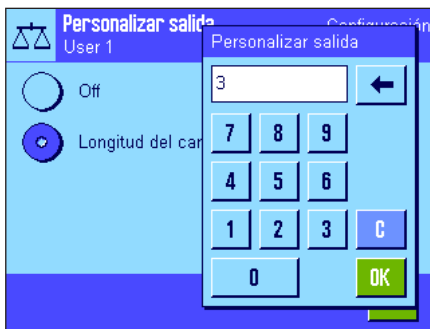 Personalizar salida
Configuración
User 1
Off
Longitud del car
Personalizar salida
3
7 8 9
4 5 6
1 2 3 C
0 OK